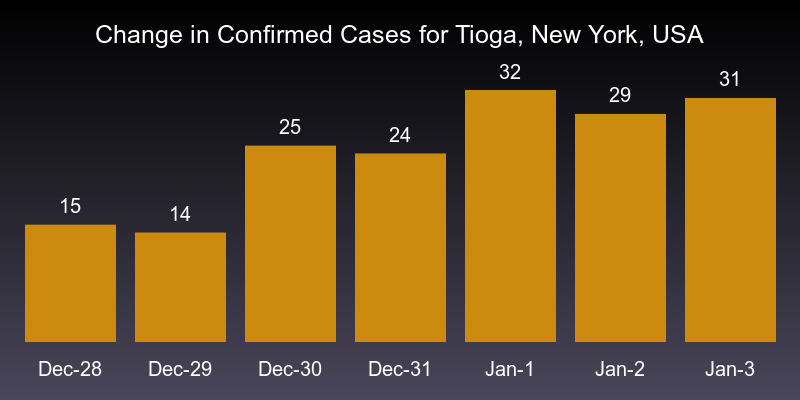 Change in Confirmed Cases for Tioga, New York, USA
15
14
25
24
32
29
31
Dec-28
Dec-29
Dec-30
Dec-31
Jan-1
Jan-2
Jan-3